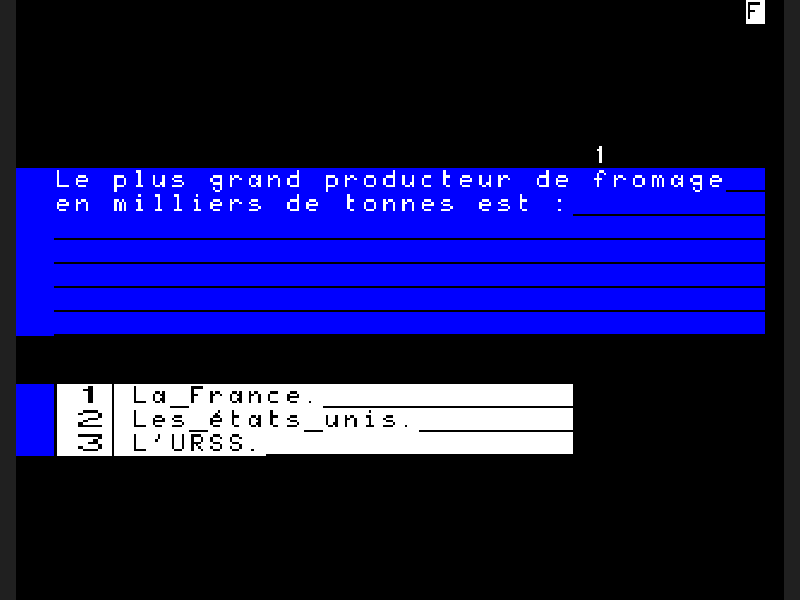 F
1
Le plus grand producteur de fromage
en milliers de tonnes est :
1 La_France.
2 Les_états_unis.
3 L'URSS.